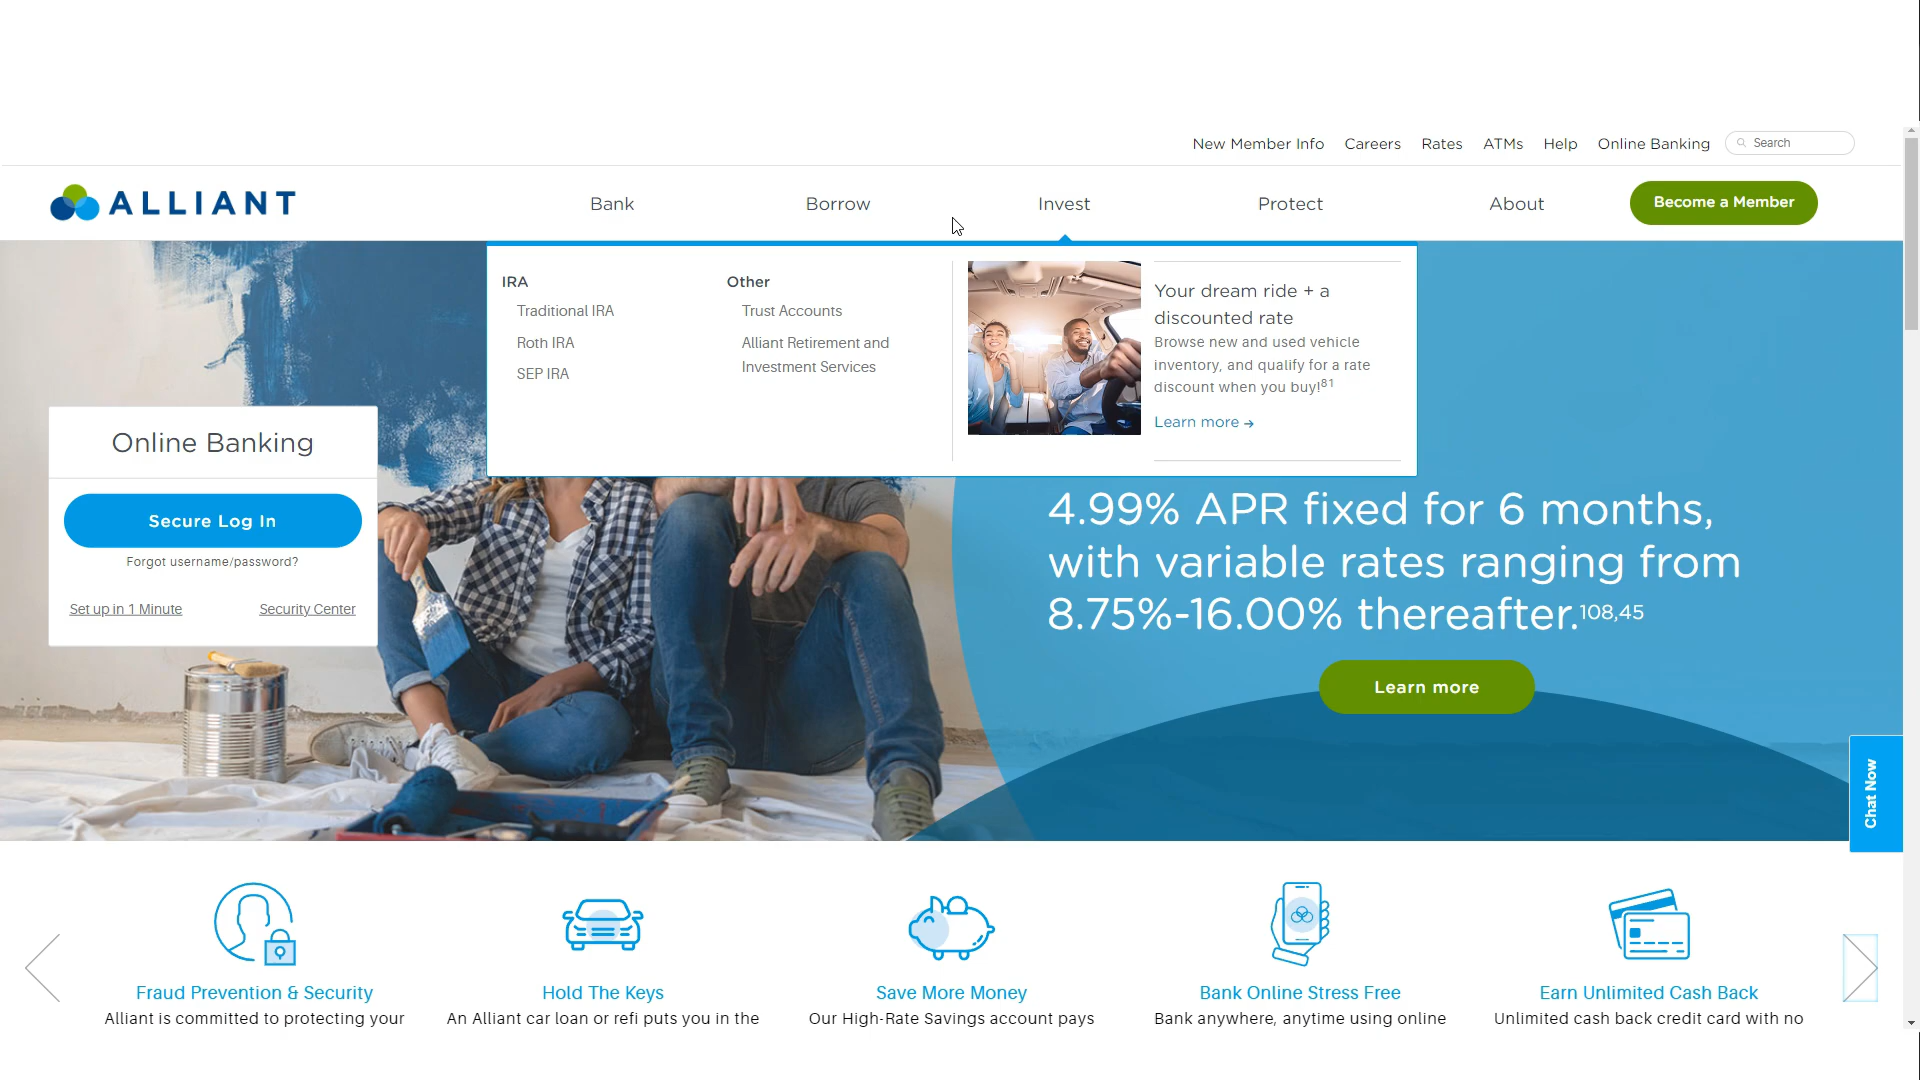 New Member Info Careers Rates ATMs Help Online Banking Search
ALLIANT Bank Borrow Invest Protect About Become a Member
IRA
Traditional IRA
Roth IRA
SEP IRA
Other
Trust Accounts
Alliant Retirement and
Investment Services
Your dream ride + a
discounted rate
Browse new and used vehicle
inventory, and qualify for a rate
discount when you buy!81
Learn more →
Online Banking
Secure Log In
Forgot username/password?
Set up in 1 Minute Security Center
4.99% APR fixed for 6 months,
with variable rates ranging from
8.75%-16.00% thereafter.108,45
Learn more
Chat Now
Fraud Prevention & Security
Alliant is committed to protecting your
Hold The Keys
An Alliant car loan or refi puts you in the
Save More Money
Our High-Rate Savings account pays
Bank Online Stress Free
Bank anywhere, anytime using online
Earn Unlimited Cash Back
Unlimited cash back credit card with no